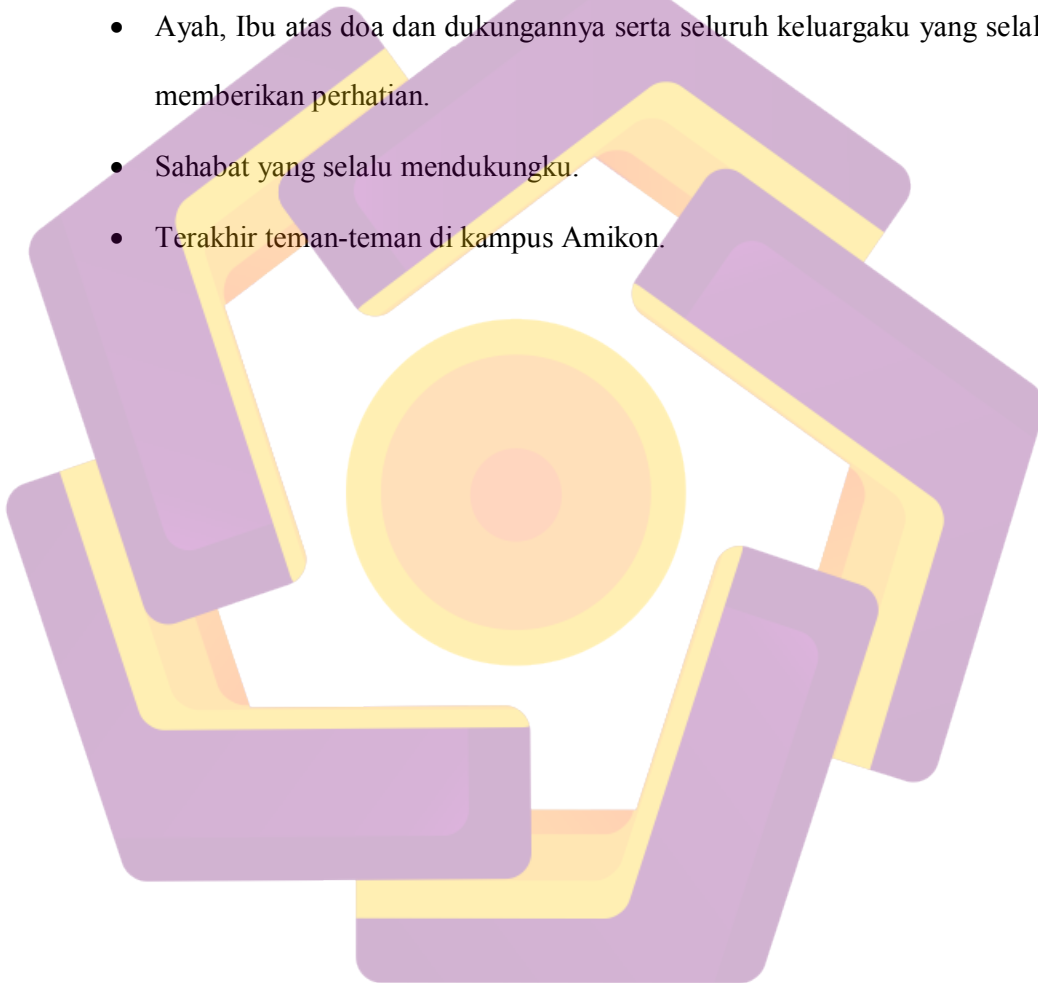 • Ayah, Ibu atas doa dan dukungannya serta seluruh keluargaku yang selal
memberikan perhatian.
• Sahabat yang selalu mendukungku.
• Terakhir teman-teman di kampus Amikon.